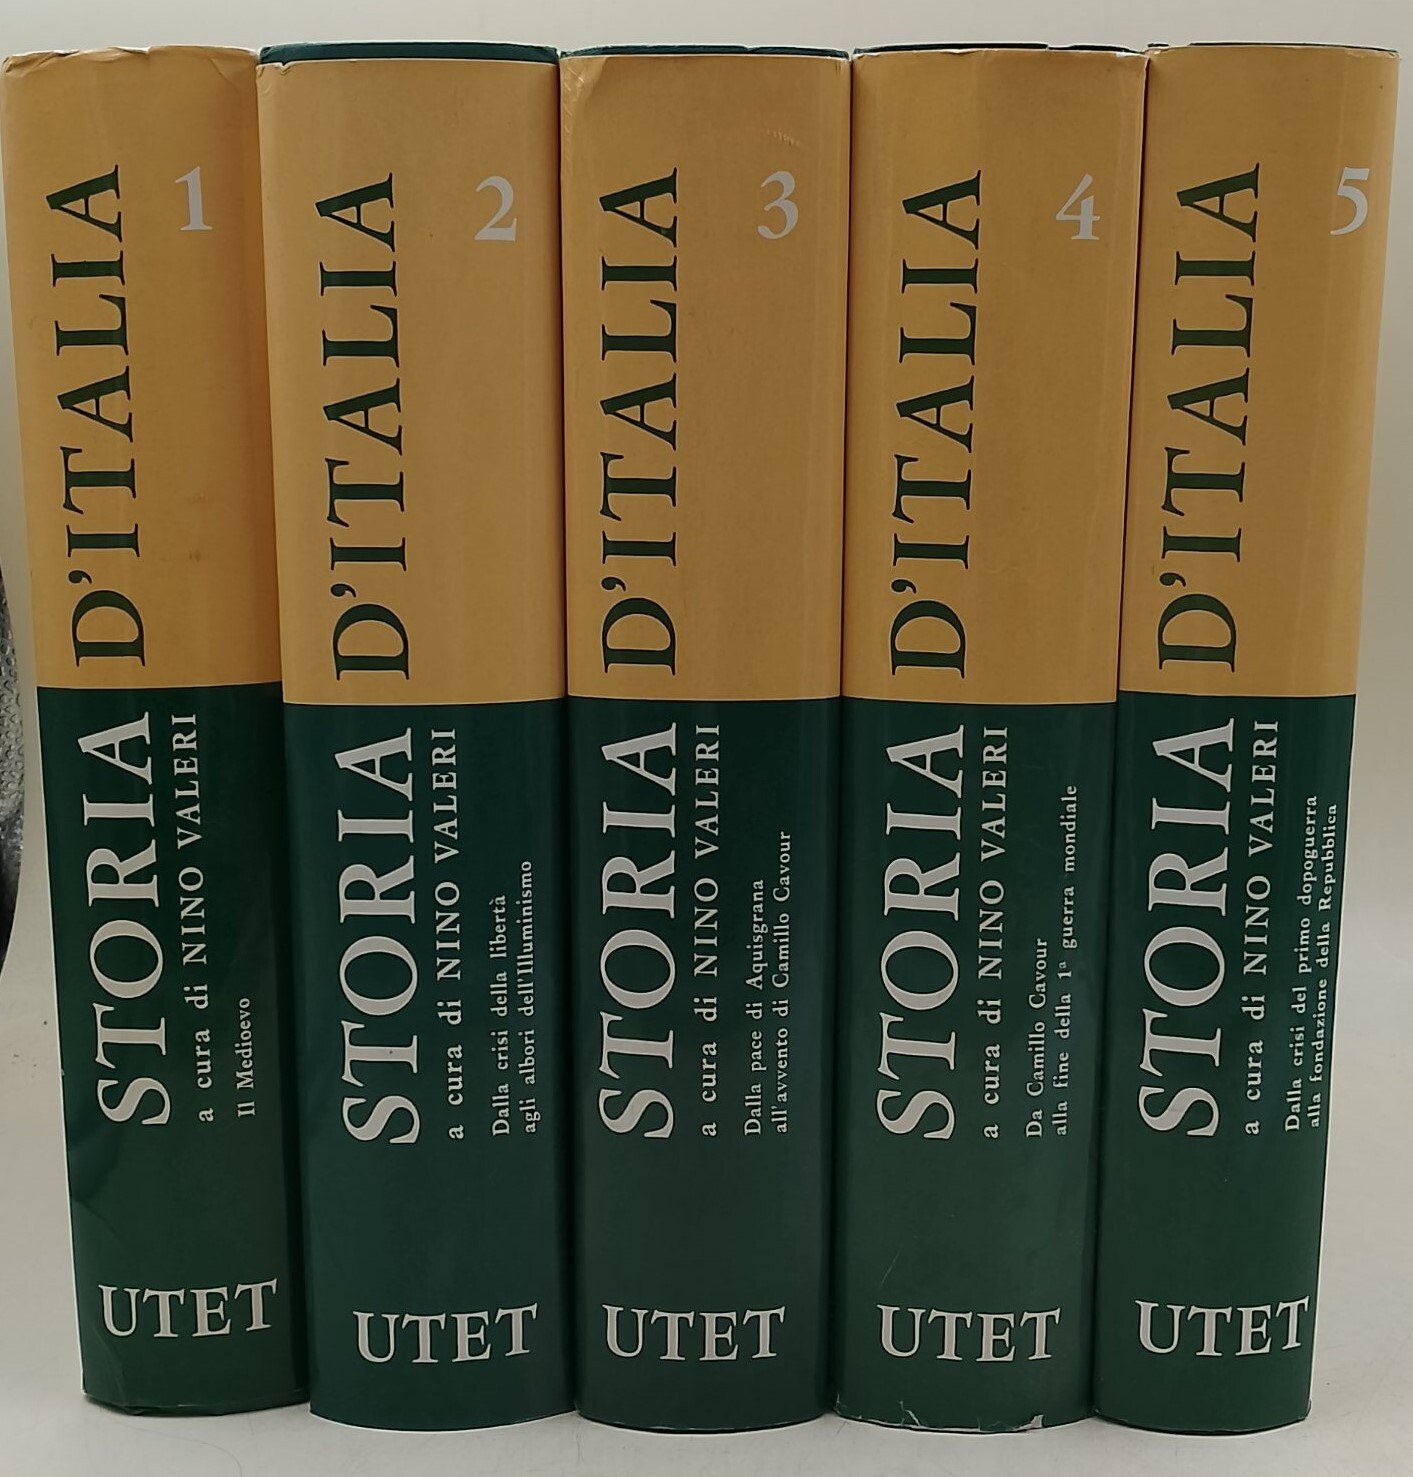 1
STORIA D'ITALIA
a cura di NINO VALERI
Il Medioevo
UTET
2
STORIA D'ITALIA
a cura di NINO VALERI
Dalla crisi della libertà
agli albori dell'Illuminismo
UTET
3
STORIA D'ITALIA
a cura di NINO VALERI
Dalla pace di Aquisgrana
all'avvento di Camillo Cavour
UTET
4
STORIA D'ITALIA
a cura di NINO VALERI
Da Camillo Cavour
alla fine della 1ª guerra mondiale
UTET
5
STORIA D'ITALIA
a cura di NINO VALERI
Dalla crisi del primo dopoguerra
alla fondazione della Repubblica
UTET